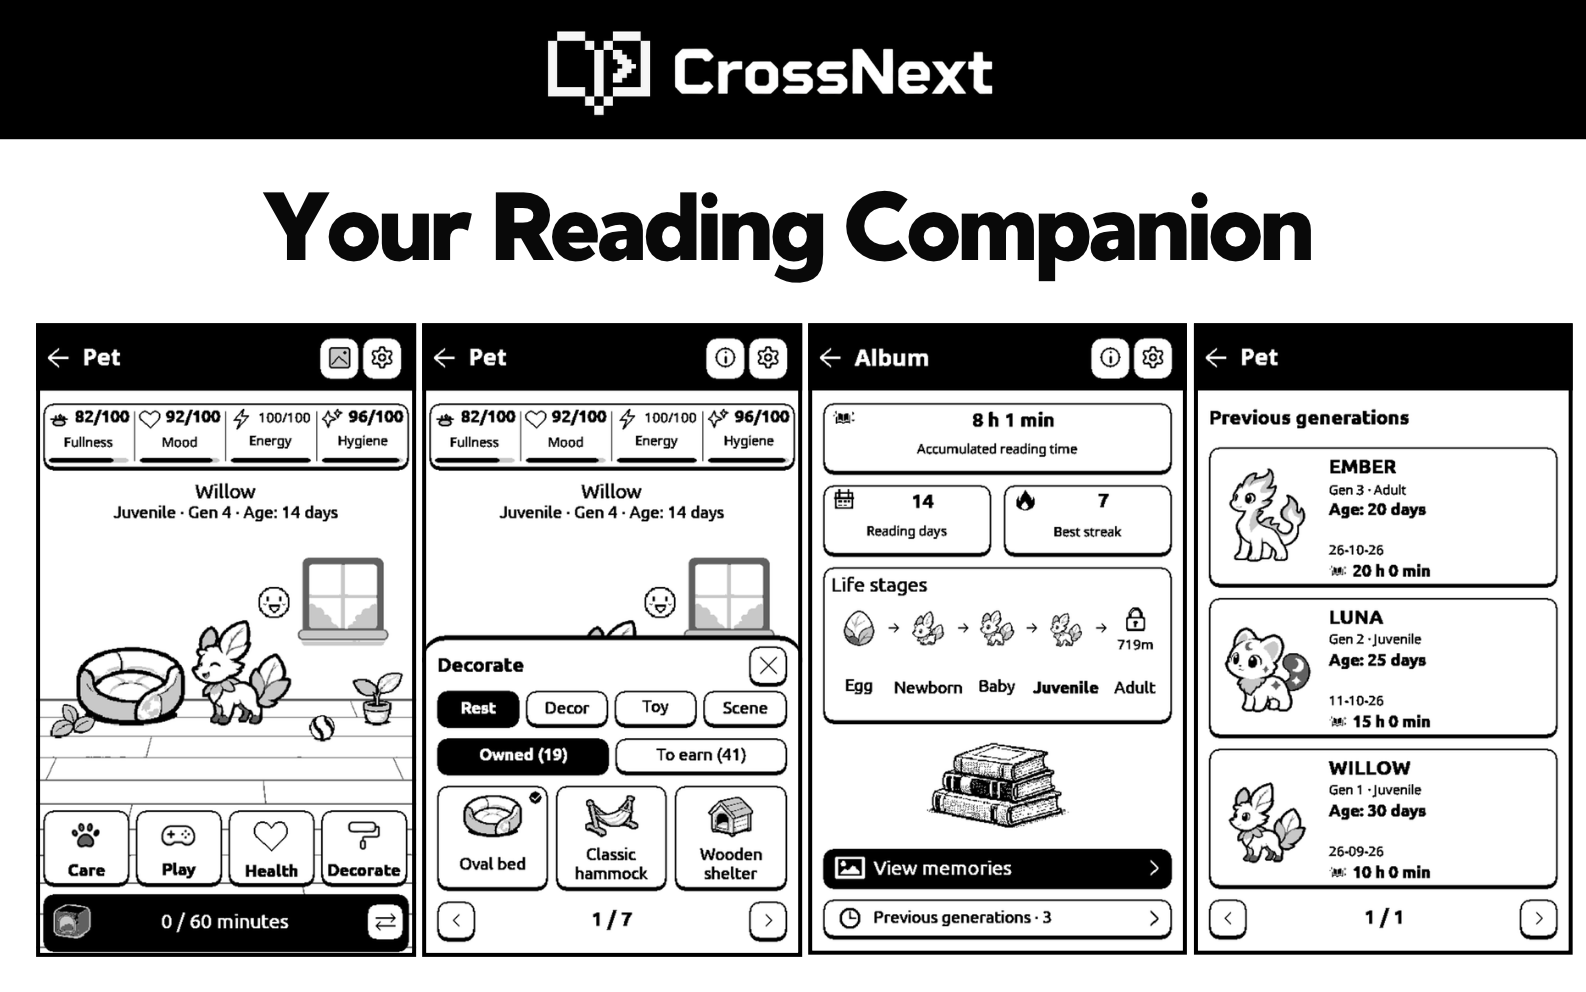 CrossNext
Your Reading Companion
Pet
82/100
Fullness
92/100
Mood
100/100
Energy
96/100
Hygiene
Willow
Juvenile · Gen 4 · Age: 14 days
Care
Play
Health
Decorate
0 / 60 minutes
Pet
82/100
Fullness
92/100
Mood
100/100
Energy
96/100
Hygiene
Willow
Juvenile · Gen 4 · Age: 14 days
Decorate
Rest
Decor
Toy
Scene
Owned (19)
To earn (41)
Oval bed
Classic
hammock
Wooden
shelter
1 / 7
Album
8 h 1 min
Accumulated reading time
14
Reading days
7
Best streak
Life stages
719m
Egg
Newborn
Baby
Juvenile
Adult
View memories
Previous generations · 3
Pet
Previous generations
EMBER
Gen 3 · Adult
Age: 20 days
26-10-26
20 h 0 min
LUNA
Gen 2 · Juvenile
Age: 25 days
11-10-26
15 h 0 min
WILLOW
Gen 1 · Juvenile
Age: 30 days
26-09-26
10 h 0 min
1 / 1